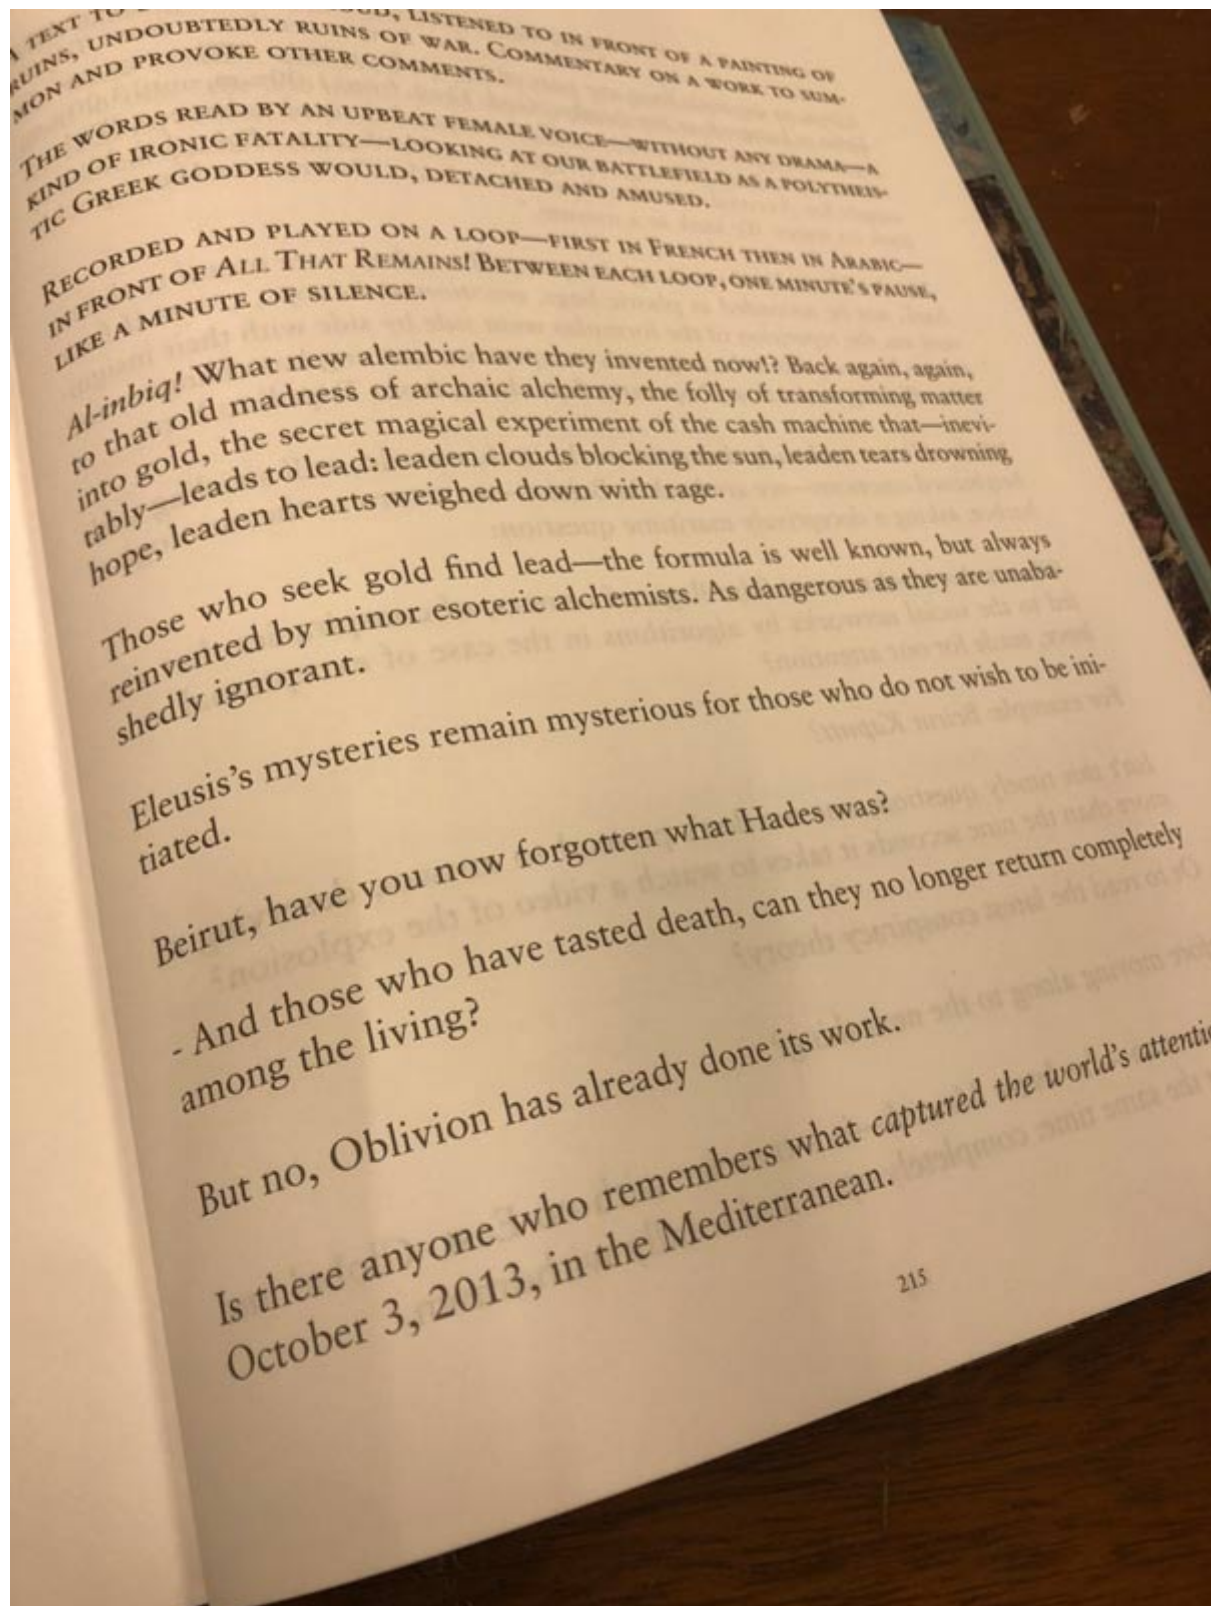 A TEXT TO LISTENED TO IN FRONT OF A PAINTING OF
RUINS, UNDOUBTEDLY RUINS OF WAR. COMMENTARY ON A WORK TO SUM-
MON AND PROVOKE OTHER COMMENTS.
THE WORDS READ BY AN UPBEAT FEMALE VOICE—WITHOUT ANY DRAMA—A
KIND OF IRONIC FATALITY—LOOKING AT OUR BATTLEFIELD AS A POLYTHEIS-
TIC GREEK GODDESS WOULD, DETACHED AND AMUSED.
RECORDED AND PLAYED ON A LOOP—FIRST IN FRENCH THEN IN ARABIC—
IN FRONT OF ALL THAT REMAINS! BETWEEN EACH LOOP, ONE MINUTE'S PAUSE,
LIKE A MINUTE OF SILENCE.
Al-inbiq! What new alembic have they invented now!? Back again, again,
to that old madness of archaic alchemy, the folly of transforming matter
into gold, the secret magical experiment of the cash machine that—inevi-
tably—leads to lead: leaden clouds blocking the sun, leaden tears drowning
hope, leaden hearts weighed down with rage.
Those who seek gold find lead—the formula is well known, but always
reinvented by minor esoteric alchemists. As dangerous as they are unaba-
shedly ignorant.
Eleusis's mysteries remain mysterious for those who do not wish to be ini-
tiated.
Beirut, have you now forgotten what Hades was?
- And those who have tasted death, can they no longer return completely
among the living?
But no, Oblivion has already done its work.
Is there anyone who remembers what captured the world's
October 3, 2013, in the Mediterranean.
215